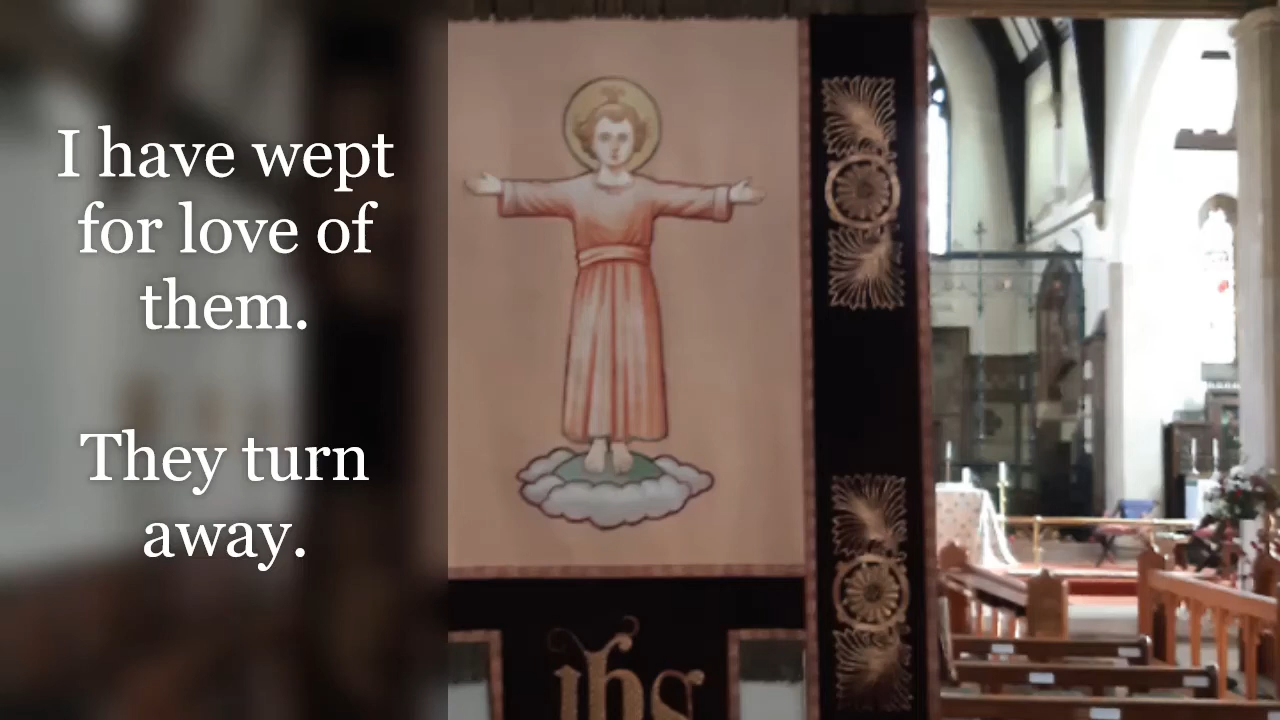 I have wept
for love of
them.
They turn
away.
ihs